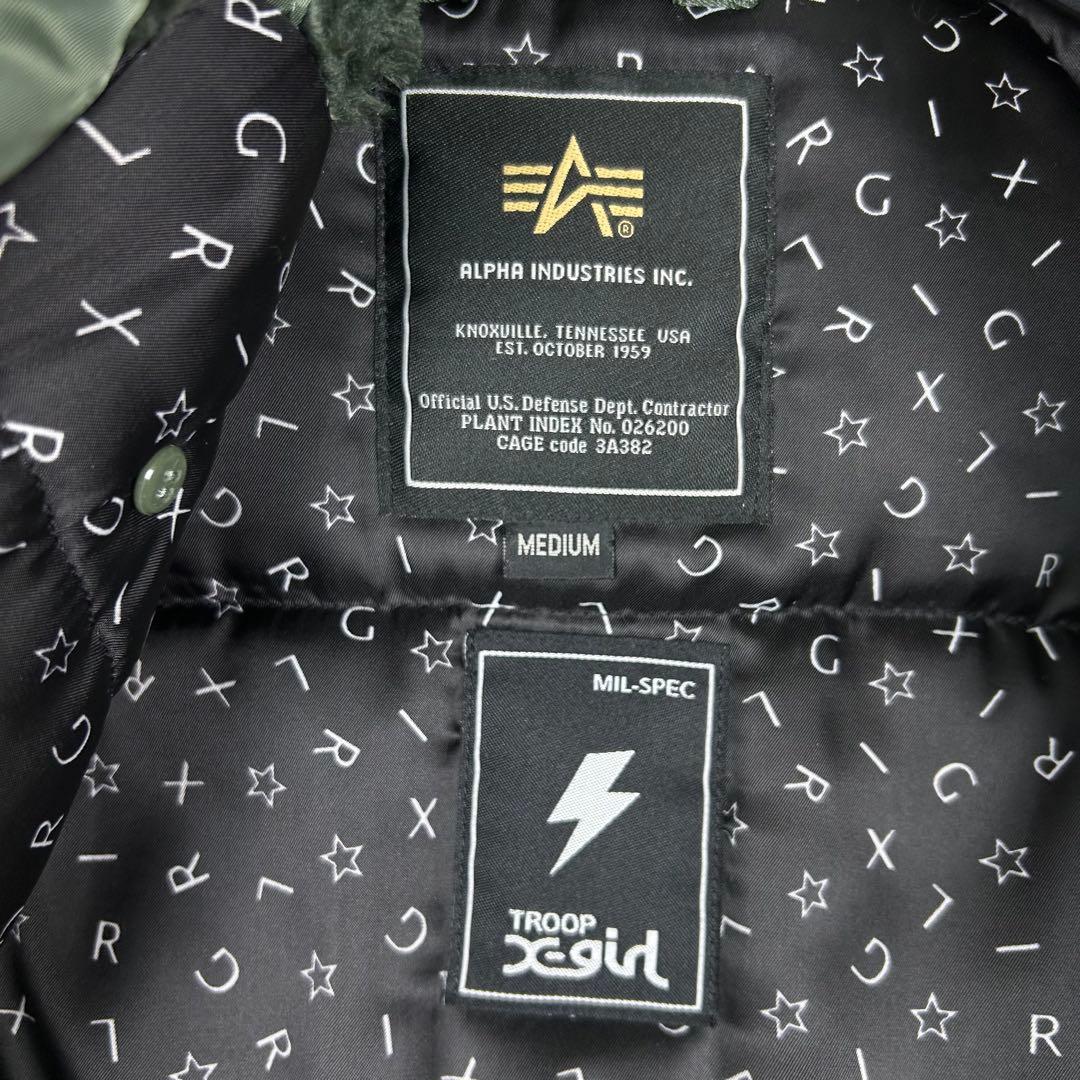 ALPHA INDUSTRIES INC.
KNOXVILLE, TENNESSEE USA
EST. OCTOBER 1959
Official U.S. Defense Dept. Contractor
PLANT INDEX No. 026200
CAGE code 3A382
MEDIUM
MIL-SPEC
TROOP
X-girl